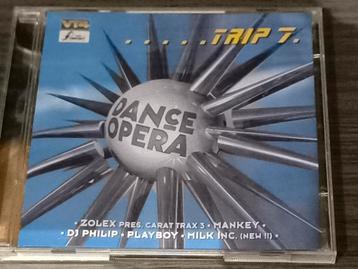 . . . . . . TRIP 7.
DANCE
OPERA
• ZOLEX PRES. CARAT TRAX 3 • MANKEY •
• DJ PHILIP • PLAYBOY • MILK INC. (NEW !!) •